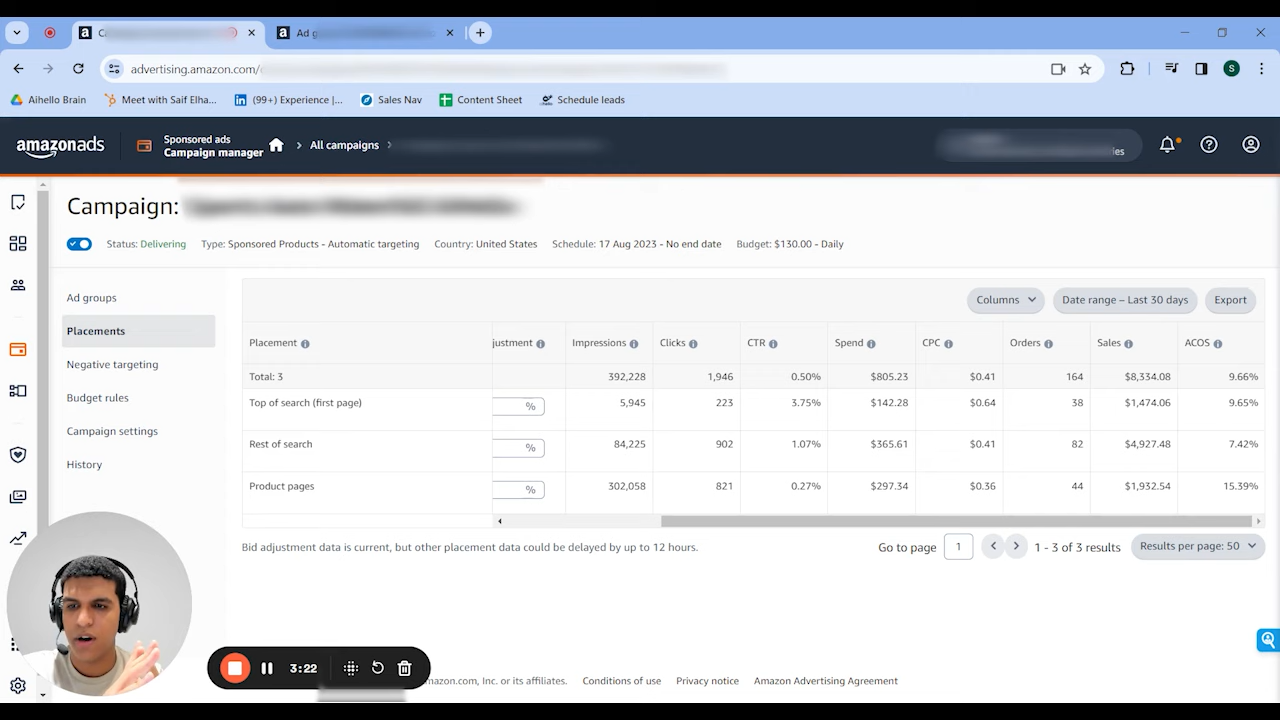 Ad g
advertising.amazon.com/
Aihello Brain
Meet with Saif Elha...
(99+) Experience |...
Sales Nav
Content Sheet
Schedule leads
amazonads
Sponsored ads
Campaign manager
All campaigns
ies
Campaign:
Status: Delivering
Type: Sponsored Products - Automatic targeting
Country: United States
Schedule: 17 Aug 2023 - No end date
Budget: $130.00 - Daily
Ad groups
Placements
Negative targeting
Budget rules
Campaign settings
History
Columns
Date range – Last 30 days
Export
Placement justment Impressions Clicks CTR Spend CPC Orders Sales ACOS
Total: 3 392,228 1,946 0.50% $805.23 $0.41 164 $8,334.08 9.66%
Top of search (first page) % 5,945 223 3.75% $142.28 $0.64 38 $1,474.06 9.65%
Rest of search % 84,225 902 1.07% $365.61 $0.41 82 $4,927.48 7.42%
Product pages % 302,058 821 0.27% $297.34 $0.36 44 $1,932.54 15.39%
Bid adjustment data is current, but other placement data could be delayed by up to 12 hours.
Go to page 1
1 - 3 of 3 results
Results per page: 50
3:22
mazon.com, Inc. or its affiliates.
Conditions of use
Privacy notice
Amazon Advertising Agreement